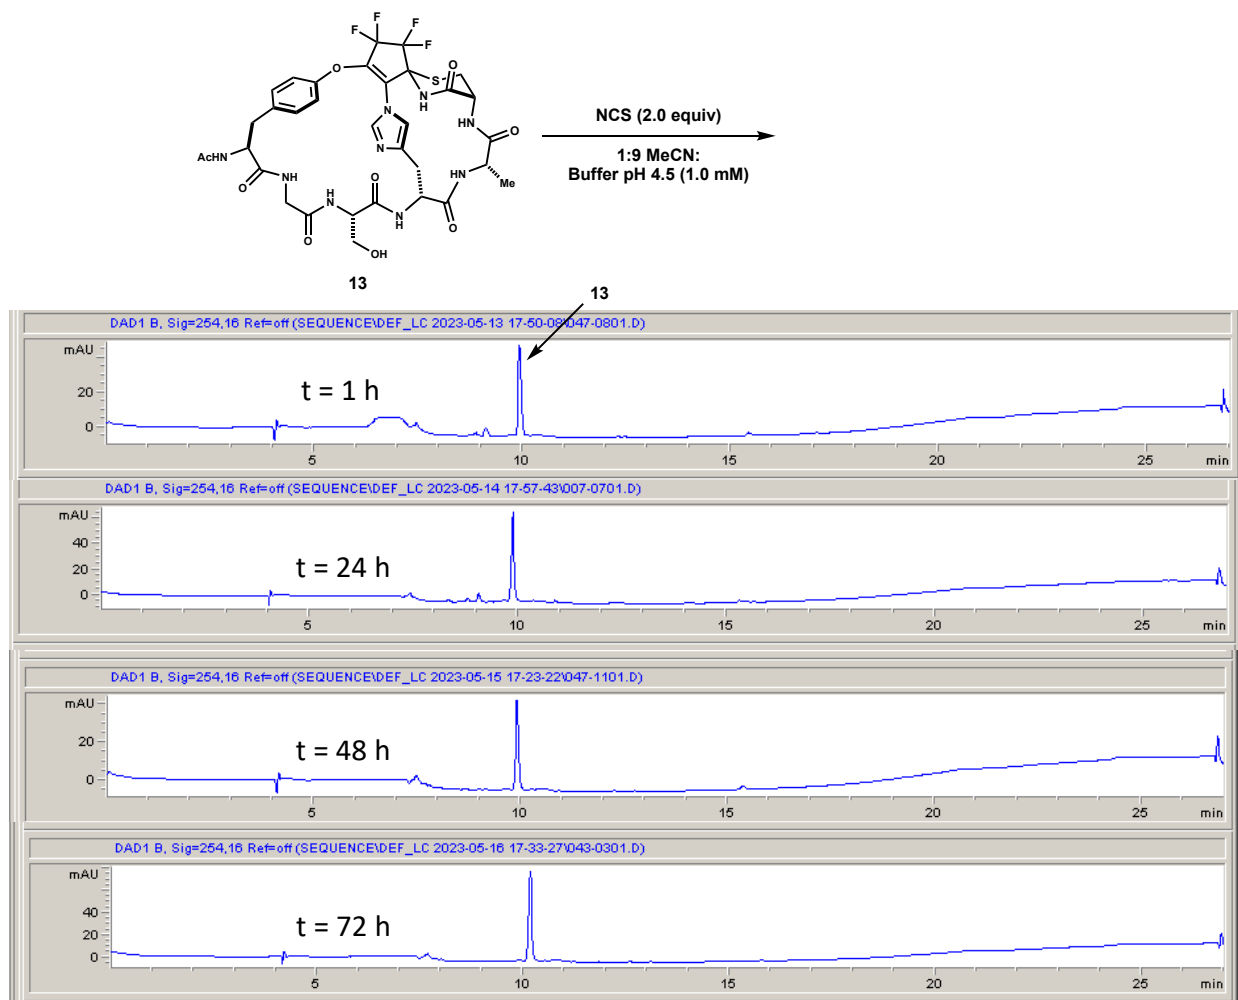 F F
F F
O
S
O
N
H
HN
O
N
N
AcHN
O
NH
O
H
N
O
H
N
O
HN
Me
O
OH
NCS (2.0 equiv)
1:9 MeCN:
Buffer pH 4.5 (1.0 mM)
13
13
DAD1 B, Sig=254,16 Ref=off (SEQUENCE\DEF_LC 2023-05-13 17-50-08\047-0801.D)
mAU
20
0
t = 1 h
5 10 15 20 25 min
DAD1 B, Sig=254,16 Ref=off (SEQUENCE\DEF_LC 2023-05-14 17-57-43\007-0701.D)
mAU
40
20
0
t = 24 h
5 10 15 20 25 min
DAD1 B, Sig=254,16 Ref=off (SEQUENCE\DEF_LC 2023-05-15 17-23-22\047-1101.D)
mAU
20
0
t = 48 h
5 10 15 20 25 min
DAD1 B, Sig=254,16 Ref=off (SEQUENCE\DEF_LC 2023-05-16 17-33-27\043-0301.D)
mAU
40
20
0
t = 72 h
5 10 15 20 25 min